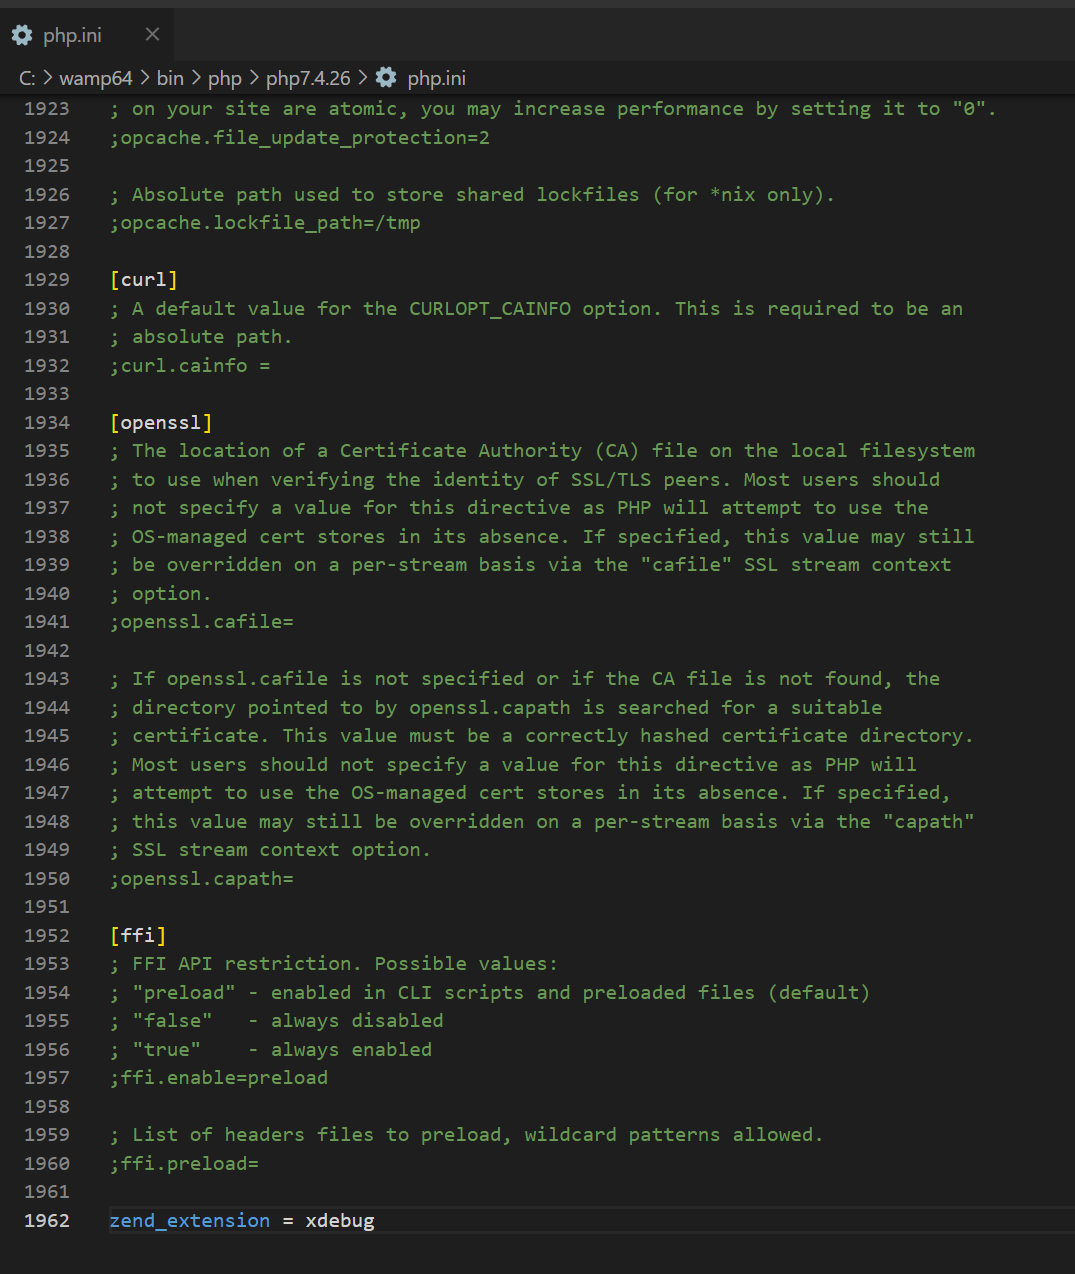 php.ini ×
C: > wamp64 > bin > php > php7.4.26 > php.ini
1923 ; on your site are atomic, you may increase performance by setting it to "0".
1924 ;opcache.file_update_protection=2
1925
1926 ; Absolute path used to store shared lockfiles (for *nix only).
1927 ;opcache.lockfile_path=/tmp
1928
1929 [curl]
1930 ; A default value for the CURLOPT_CAINFO option. This is required to be an
1931 ; absolute path.
1932 ;curl.cainfo =
1933
1934 [openssl]
1935 ; The location of a Certificate Authority (CA) file on the local filesystem
1936 ; to use when verifying the identity of SSL/TLS peers. Most users should
1937 ; not specify a value for this directive as PHP will attempt to use the
1938 ; OS-managed cert stores in its absence. If specified, this value may still
1939 ; be overridden on a per-stream basis via the "cafile" SSL stream context
1940 ; option.
1941 ;openssl.cafile=
1942
1943 ; If openssl.cafile is not specified or if the CA file is not found, the
1944 ; directory pointed to by openssl.capath is searched for a suitable
1945 ; certificate. This value must be a correctly hashed certificate directory.
1946 ; Most users should not specify a value for this directive as PHP will
1947 ; attempt to use the OS-managed cert stores in its absence. If specified,
1948 ; this value may still be overridden on a per-stream basis via the "capath"
1949 ; SSL stream context option.
1950 ;openssl.capath=
1951
1952 [ffi]
1953 ; FFI API restriction. Possible values:
1954 ; "preload" - enabled in CLI scripts and preloaded files (default)
1955 ; "false"   - always disabled
1956 ; "true"    - always enabled
1957 ;ffi.enable=preload
1958
1959 ; List of headers files to preload, wildcard patterns allowed.
1960 ;ffi.preload=
1961
1962 zend_extension = xdebug